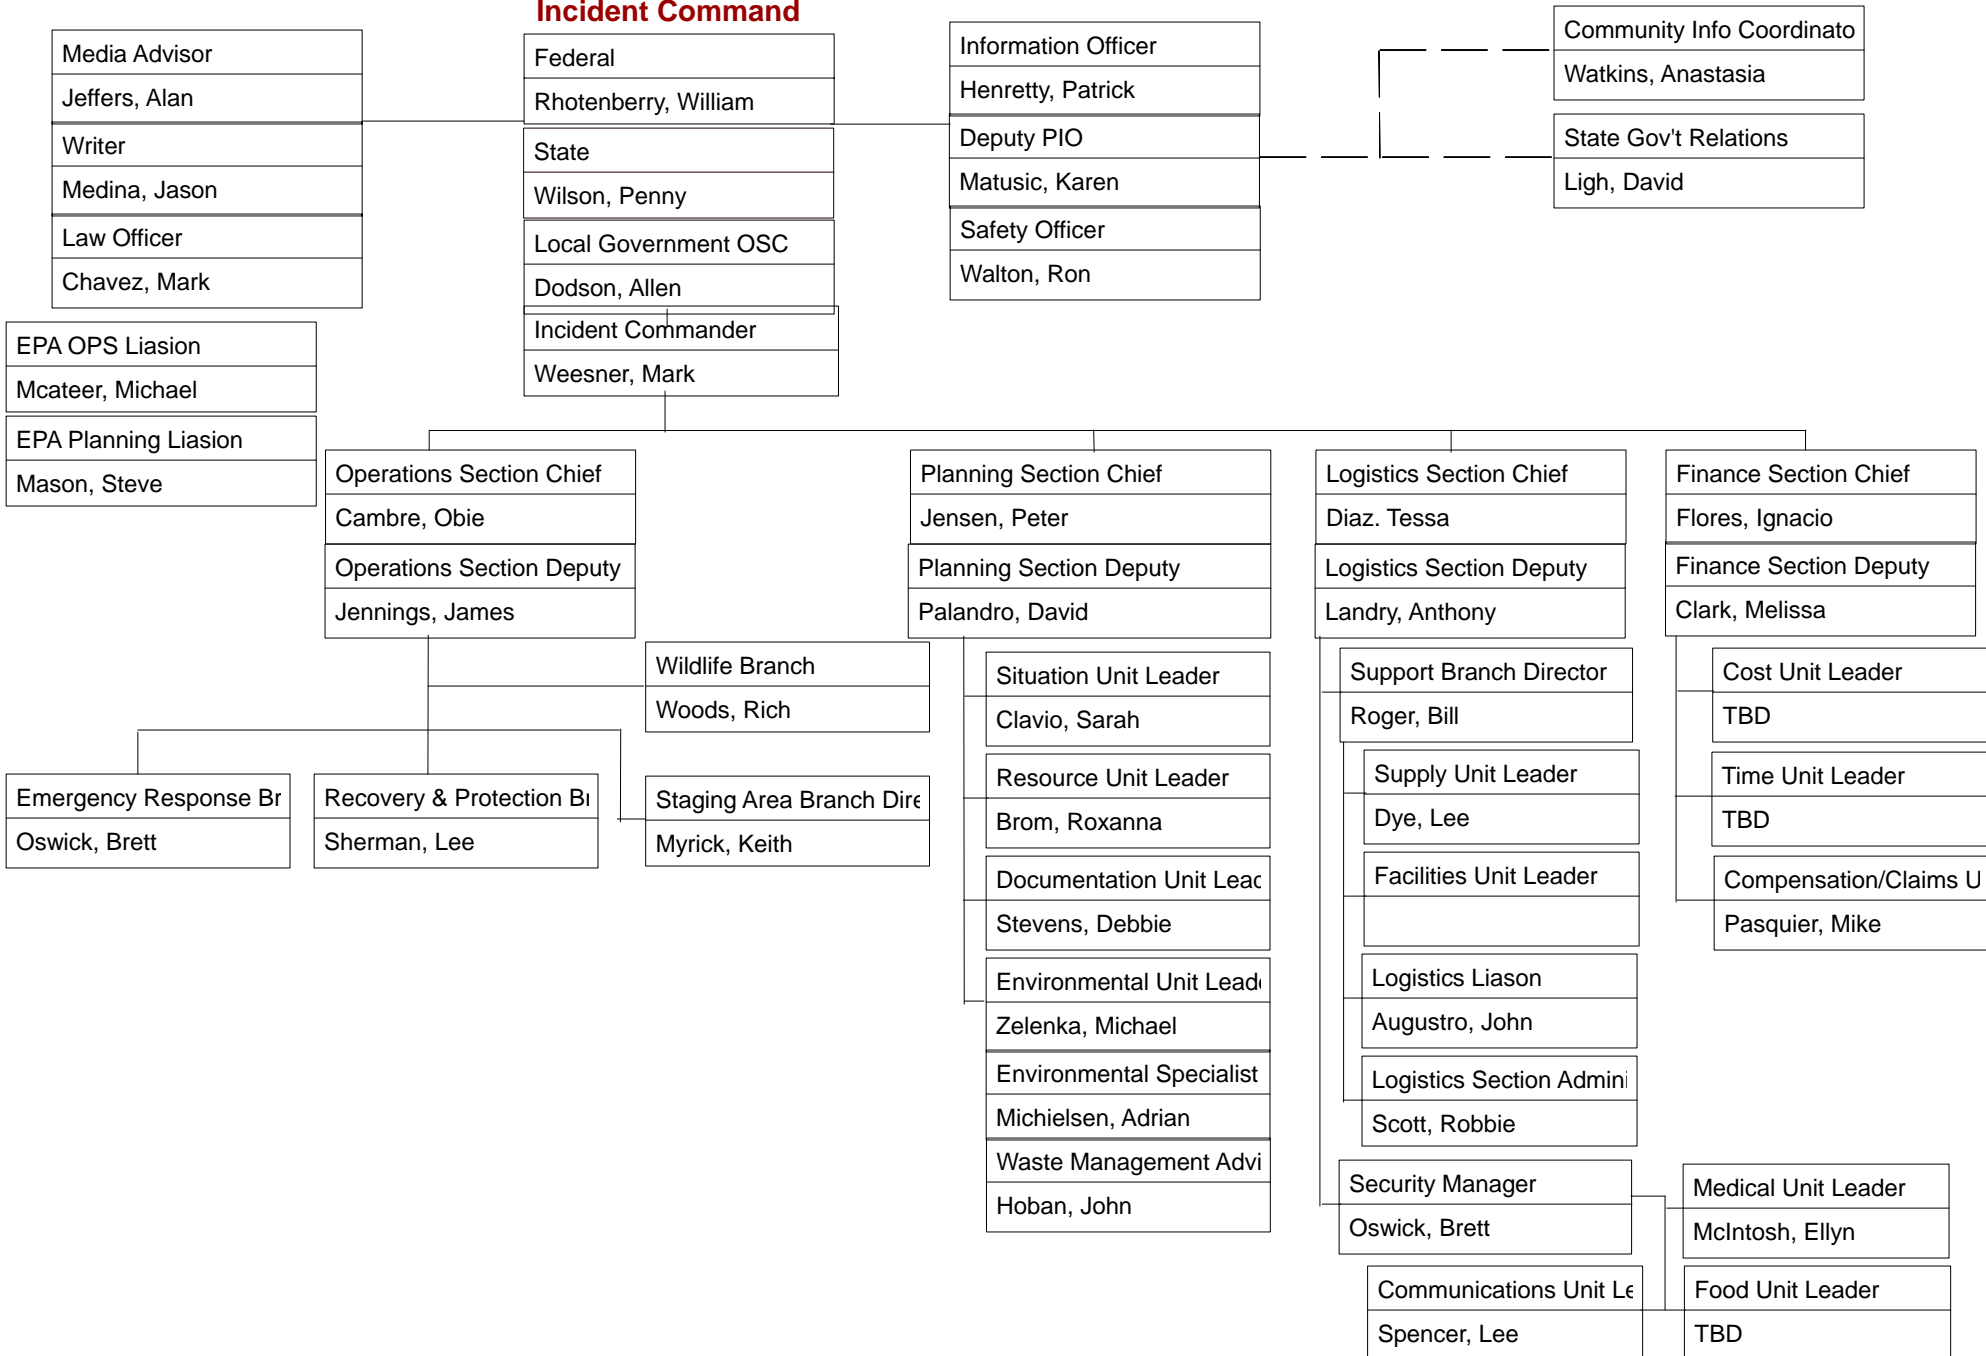 Incident Command
Media Advisor
Jeffers, Alan
Writer
Medina, Jason
Law Officer
Chavez, Mark
Federal
Rhotenberry, William
State
Wilson, Penny
Local Government OSC
Dodson, Allen
Incident Commander
Weesner, Mark
Information Officer
Henretty, Patrick
Deputy PIO
Matusic, Karen
Safety Officer
Walton, Ron
Community Info Coordinato
Watkins, Anastasia
State Gov't Relations
Ligh, David
EPA OPS Liasion
Mcateer, Michael
EPA Planning Liasion
Mason, Steve
Operations Section Chief
Cambre, Obie
Operations Section Deputy
Jennings, James
Wildlife Branch
Woods, Rich
Emergency Response Br
Oswick, Brett
Recovery & Protection Br
Sherman, Lee
Staging Area Branch Dire
Myrick, Keith
Planning Section Chief
Jensen, Peter
Planning Section Deputy
Palandro, David
Situation Unit Leader
Clavio, Sarah
Resource Unit Leader
Brom, Roxanna
Documentation Unit Leac
Stevens, Debbie
Environmental Unit Leade
Zelenka, Michael
Environmental Specialist
Michielsen, Adrian
Waste Management Advi
Hoban, John
Logistics Section Chief
Diaz. Tessa
Logistics Section Deputy
Landry, Anthony
Support Branch Director
Roger, Bill
Supply Unit Leader
Dye, Lee
Facilities Unit Leader
Logistics Liason
Augustro, John
Logistics Section Admini
Scott, Robbie
Security Manager
Oswick, Brett
Communications Unit Le
Spencer, Lee
Medical Unit Leader
McIntosh, Ellyn
Food Unit Leader
TBD
Finance Section Chief
Flores, Ignacio
Finance Section Deputy
Clark, Melissa
Cost Unit Leader
TBD
Time Unit Leader
TBD
Compensation/Claims U
Pasquier, Mike